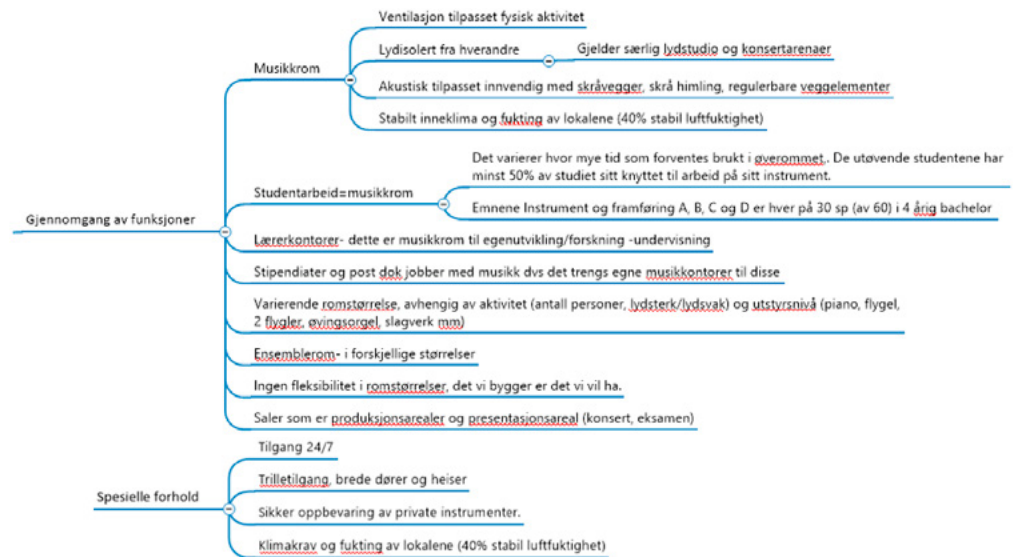 Gjennomgang av funksjoner
Musikkrom
Ventilasjon tilpasset fysisk aktivitet
Lydisolert fra hverandre
Gjelder særlig lydstudio og konsertarenaer
Akustisk tilpasset innvendig med skråvegger, skrå himling, regulerbare veggelementer
Stabilt inneklima og fukting av lokalene (40% stabil luftfuktighet)
Studentarbeid=musikkrom
Det varierer hvor mye tid som forventes brukt i øverommet,. De utøvende studentene har
minst 50% av studiet sitt knyttet til arbeid på sitt instrument.
Emnene Instrument og framføring A, B, C og D er hver på 30 sp (av 60) i 4 årig bachelor
Lærerkontorer- dette er musikkrom til egenutvikling/forskning -undervisning
Stipendiater og post dok jobber med musikk dvs det trengs egne musikkontorer til disse
Varierende romstørrelse, avhengig av aktivitet (antall personer, lydsterk/lydsvak) og utstyrsnivå (piano, flygel,
2 flygler, øvingsorgel, slagverk mm)
Ensemblerom- i forskjellige størrelser
Ingen fleksibilitet i romstørrelser, det vi bygger er det vi vil ha.
Saler som er produksjonsarealer og presentasjonsareal (konsert, eksamen)
Spesielle forhold
Tilgang 24/7
Trilletilgang, brede dører og heiser
Sikker oppbevaring av private instrumenter.
Klimakrav og fukting av lokalene (40% stabil luftfuktighet)